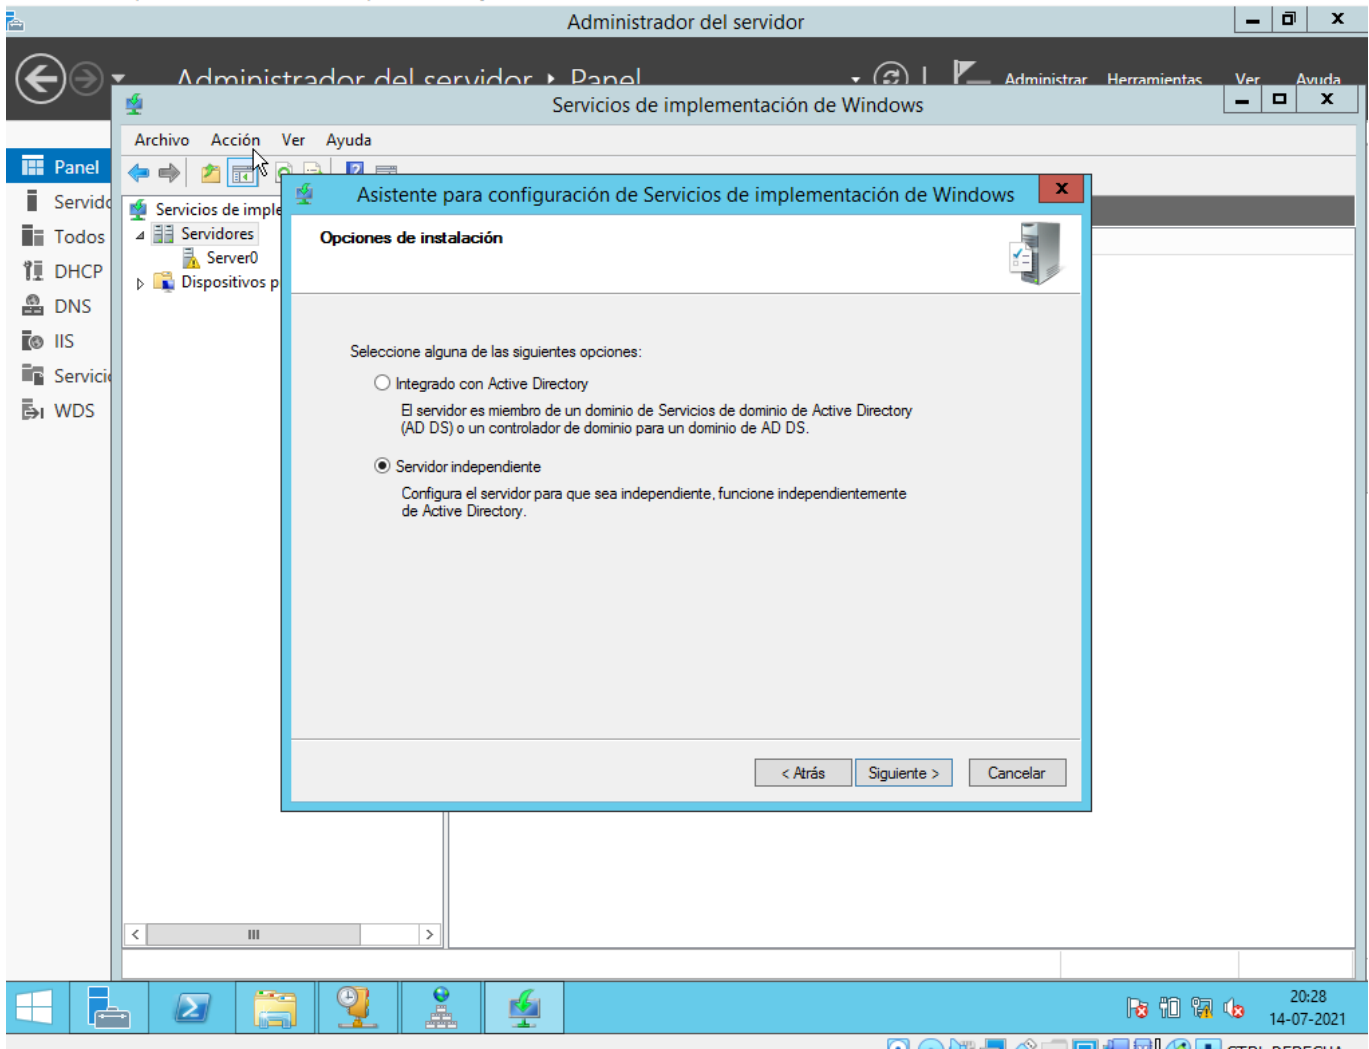 Administrador del servidor
Administrador del servidor ‣ Panel
Administrar Herramientas Ver Ayuda
Servicios de implementación de Windows
Archivo Acción Ver Ayuda
Panel
Servido
Todos
DHCP
DNS
IIS
Servicio
WDS
Servicios de imple
Servidores
Server0
Dispositivos p
Asistente para configuración de Servicios de implementación de Windows
Opciones de instalación
Seleccione alguna de las siguientes opciones:
Integrado con Active Directory
El servidor es miembro de un dominio de Servicios de dominio de Active Directory
(AD DS) o un controlador de dominio para un dominio de AD DS.
Servidor independiente
Configura el servidor para que sea independiente, funcione independientemente
de Active Directory.
< Atrás Siguiente > Cancelar
20:28
14-07-2021
CTRL DERECHA